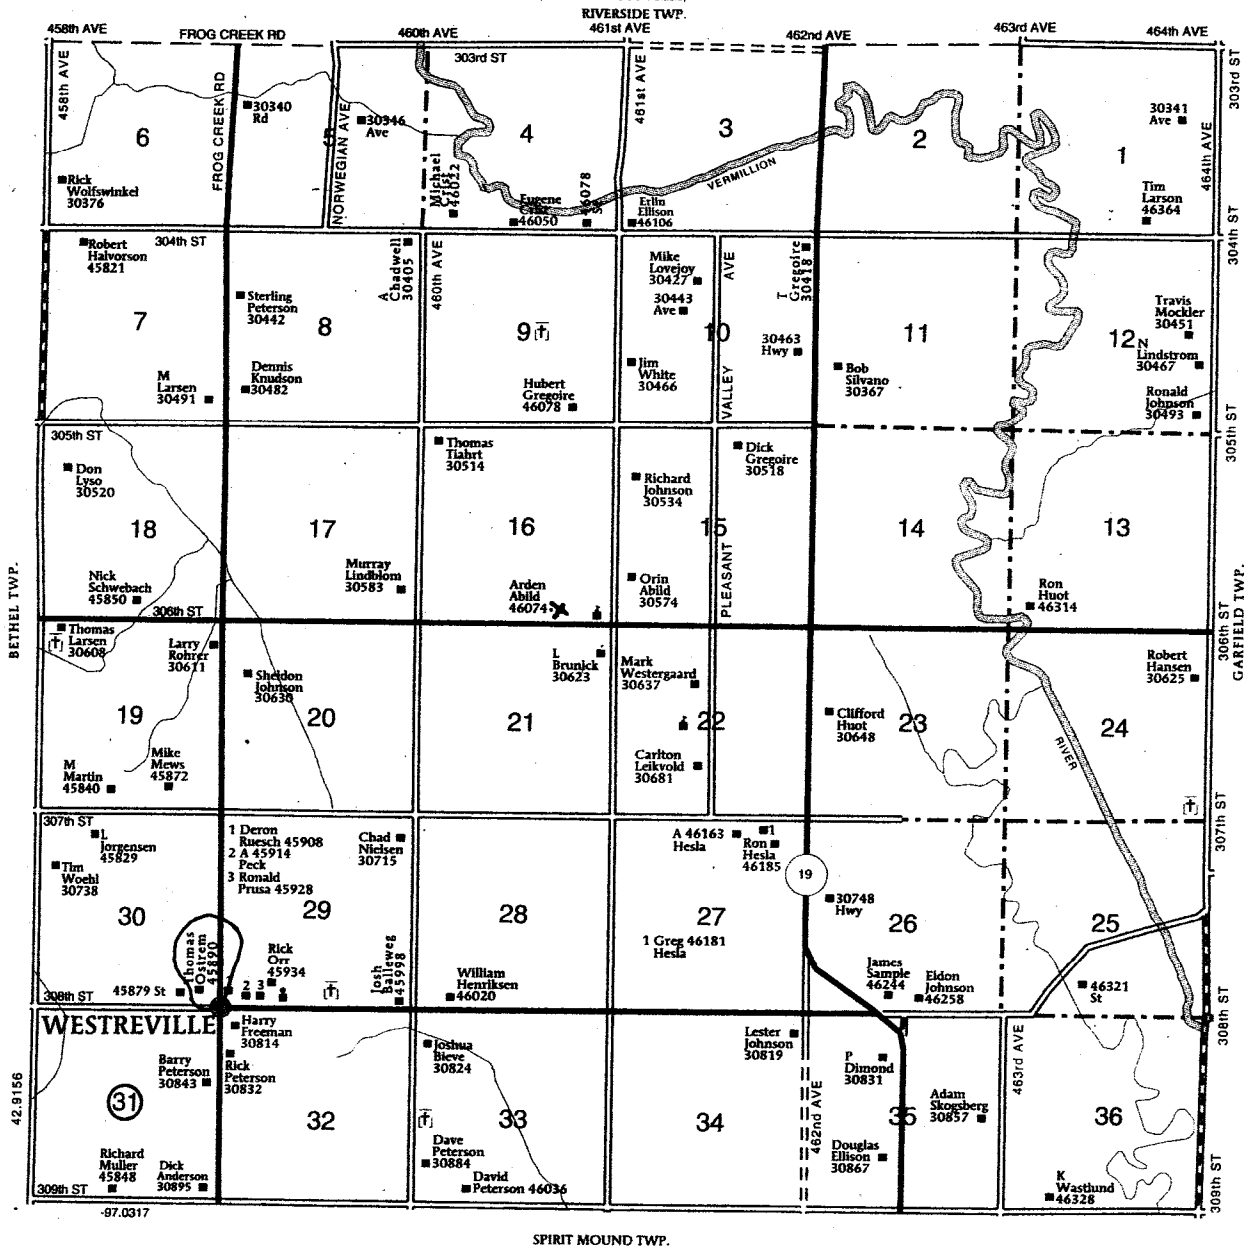 RIVERSIDE TWP.
458th AVE
FROG CREEK RD
460th AVE
461st AVE
462nd AVE
463rd AVE
464th AVE
303rd ST
458th AVE
FROG CREEK RD
NORWEGIAN AVE
461st AVE
303rd ST
464th AVE
6
30340
Rd
5
30346
Ave
4
3
VERMILLION
2
30341
Ave
1
Rick
Wolfswinkel
30376
Michael
Crist
46022
Eugene
Crist
46050
46078
St
Erlin
Ellison
46106
Tim
Larson
46364
304th ST
304th ST
Robert
Halvorson
45821
A
Chadwell
30405
460th AVE
Mike
Lovejoy
30427
30443
Ave
AVE
VALLEY
PLEASANT
T
Gregoire
30418
7
Sterling
Peterson
30442
8
9
10
30463
Hwy
11
Travis
Mockler
30451
12
N
Lindstrom
30467
M
Larsen
30491
Dennis
Knudson
30482
Hubert
Gregoire
46078
Jim
White
30466
Bob
Silvano
30367
Ronald
Johnson
30493
305th ST
305th ST
Don
Lyso
30520
Thomas
Tiahrt
30514
Richard
Johnson
30534
Dick
Gregoire
30518
18
17
16
15
14
13
Nick
Schwebach
45850
Murray
Lindblom
30583
Arden
Abild
46074
Orin
Abild
30574
Ron
Huot
46314
BETHEL TWP.
GARFIELD TWP.
306th ST
306th ST
Thomas
Larsen
30608
Larry
Rohrer
30611
Sheldon
Johnson
30630
L
Brunick
30623
Mark
Westergaard
30637
Robert
Hansen
30625
19
20
21
22
Clifford
Huot
30648
23
RIVER
24
M
Martin
45840
Mike
Mews
45872
Carlton
Leikvold
30681
307th ST
307th ST
L
Jorgensen
45829
1 Deron
Ruesch 45908
2 A 45914
Peck
3 Ronald
Prusa 45928
Chad
Nielsen
30715
A 46163
Hesla
1
Ron
Hesla
46185
Tim
Woehl
30738
19
30
29
28
27
30748
Hwy
26
25
1 Greg 46181
Hesla
Thomas
Ostrem
45890
Rick
Orr
45934
Josh
Balleweg
45998
William
Henriksen
46020
James
Sample
46244
Eldon
Johnson
46258
46321
St
45879 St
2 3
308th ST
308th ST
WESTREVILLE
Harry
Freeman
30814
Joshua
Bieve
30824
Lester
Johnson
30819
P
Dimond
30831
463rd AVE
Barry
Peterson
30843
Rick
Peterson
30832
462nd AVE
Adam
Skogsberg
30857
42.9156
31
32
33
34
35
36
Richard
Muller
45848
Dick
Anderson
30895
Dave
Peterson
30884
David
Peterson 46036
Douglas
Ellison
30867
K
Wastlund
46328
309th ST
309th ST
-97.0317
SPIRIT MOUND TWP.